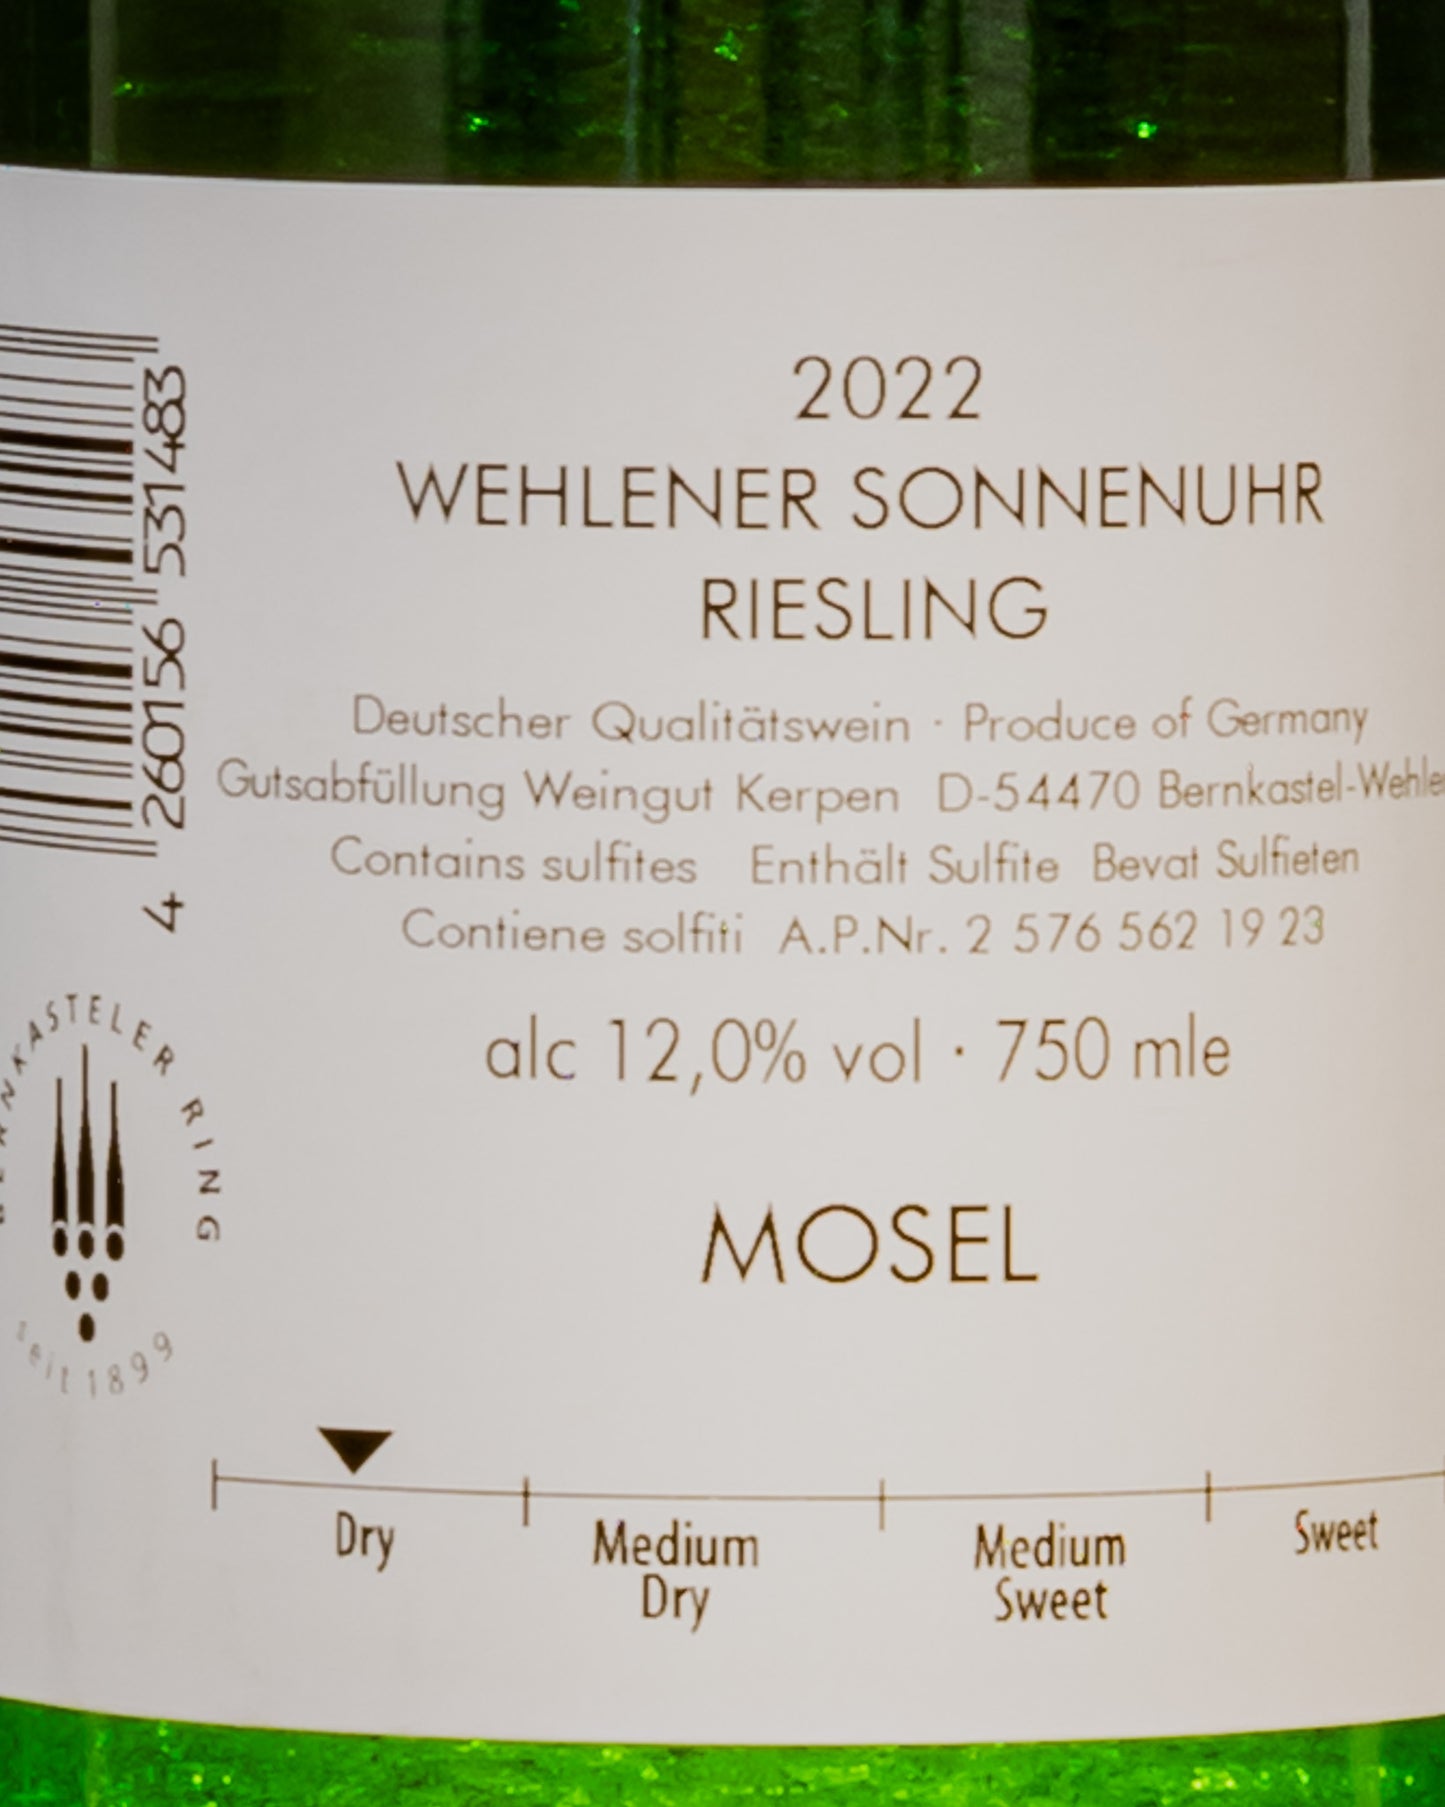 2022
WEHLENER SONNENUHR
RIESLING
Deutscher Qualitätswein · Produce of Germany
Gutsabfüllung Weingut Kerpen D-54470 Bernkastel-Wehle
Contains sulfites Enthält Sulfite Bevat Sulfieten
Contiene solfiti A.P.Nr. 2 576 562 19 23
alc 12,0% vol · 750 mle
MOSEL
4 260156 531483
RNKASTELER RING
seit 1899
Dry
Medium
Dry
Medium
Sweet
Sweet